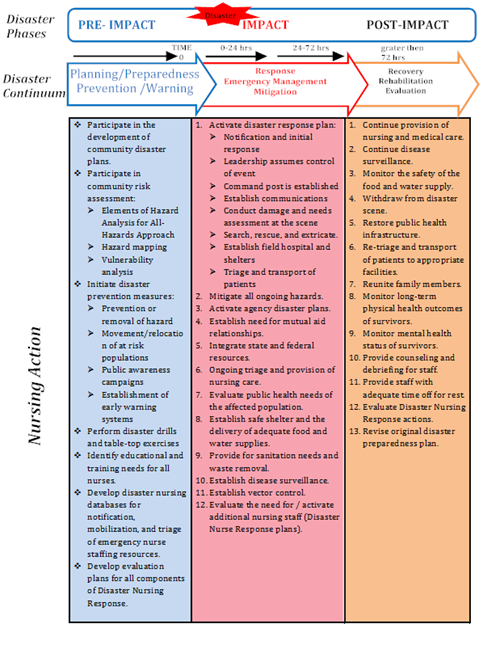 Disaster
Phases
PRE- IMPACT
Disaster
IMPACT
POST-IMPACT
TIME
0
0-24 hrs
24-72 hrs
greater then
72 hrs
Disaster
Continuum
Planning/Preparedness
Prevention /Warning
Response
Emergency Management
Mitigation
Recovery
Rehabilitation
Evaluation
Nursing Action
❖ Participate in the
development of
community disaster
plans.
❖ Participate in
community risk
assessment:
➢ Elements of Hazard
Analysis for All-
Hazards Approach
➢ Hazard mapping
➢ Vulnerability
analysis
❖ Initiate disaster
prevention measures:
➢ Prevention or
removal of hazard
➢ Movement/relocatio
n of at risk
populations
➢ Public awareness
campaigns
➢ Establishment of
early warning
systems
❖ Perform disaster drills
and table-top exercises
❖ Identify educational and
training needs for all
nurses.
❖ Develop disaster nursing
databases for
notification,
mobilization, and triage
of emergency nurse
staffing resources.
❖ Develop evaluation
plans for all components
of Disaster Nursing
Response.
1. Activate disaster response plan:
➢ Notification and initial
response
➢ Leadership assumes control
of event
➢ Command post is established
➢ Establish communications
➢ Conduct damage and needs
assessment at the scene
➢ Search, rescue, and extricate.
➢ Establish field hospital and
shelters
➢ Triage and transport of
patients
2. Mitigate all ongoing hazards.
3. Activate agency disaster plans.
4. Establish need for mutual aid
relationships.
5. Integrate state and federal
resources.
6. Ongoing triage and provision of
nursing care.
7. Evaluate public health needs of
the affected population.
8. Establish safe shelter and the
delivery of adequate food and
water supplies.
9. Provide for sanitation needs and
waste removal.
10. Establish disease surveillance.
11. Establish vector control.
12. Evaluate the need for / activate
additional nursing staff (Disaster
Nurse Response plans).
1. Continue provision of
nursing and medical care.
2. Continue disease
surveillance.
3. Monitor the safety of the
food and water supply.
4. Withdraw from disaster
scene.
5. Restore public health
infrastructure.
6. Re-triage and transport
of patients to appropriate
facilities.
7. Reunite family members.
8. Monitor long-term
physical health outcomes
of survivors.
9. Monitor mental health
status of survivors.
10. Provide counseling and
debriefing for staff.
11. Provide staff with
adequate time off for rest.
12. Evaluate Disaster Nursing
Response actions.
13. Revise original disaster
preparedness plan.